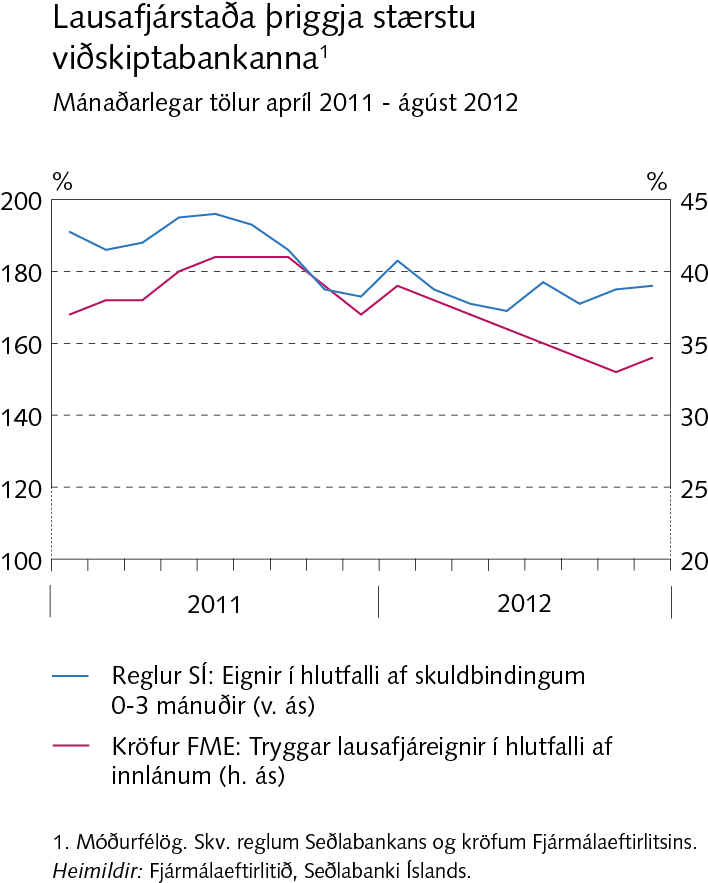 Lausafjárstaða þriggja stærstu
viðskiptabankanna¹
Mánaðarlegar tölur apríl 2011 - ágúst 2012
% %
200 45
180 40
160 35
140 30
120 25
100 20
2011 2012
Reglur SÍ: Eignir í hlutfalli af skuldbindingum
0-3 mánuðir (v. ás)
Kröfur FME: Tryggar lausafjáreignir í hlutfalli af
innlánum (h. ás)
1. Móðurfélög. Skv. reglum Seðlabankans og kröfum Fjármálaeftirlitsins.
Heimildir: Fjármálaeftirlitið, Seðlabanki Íslands.